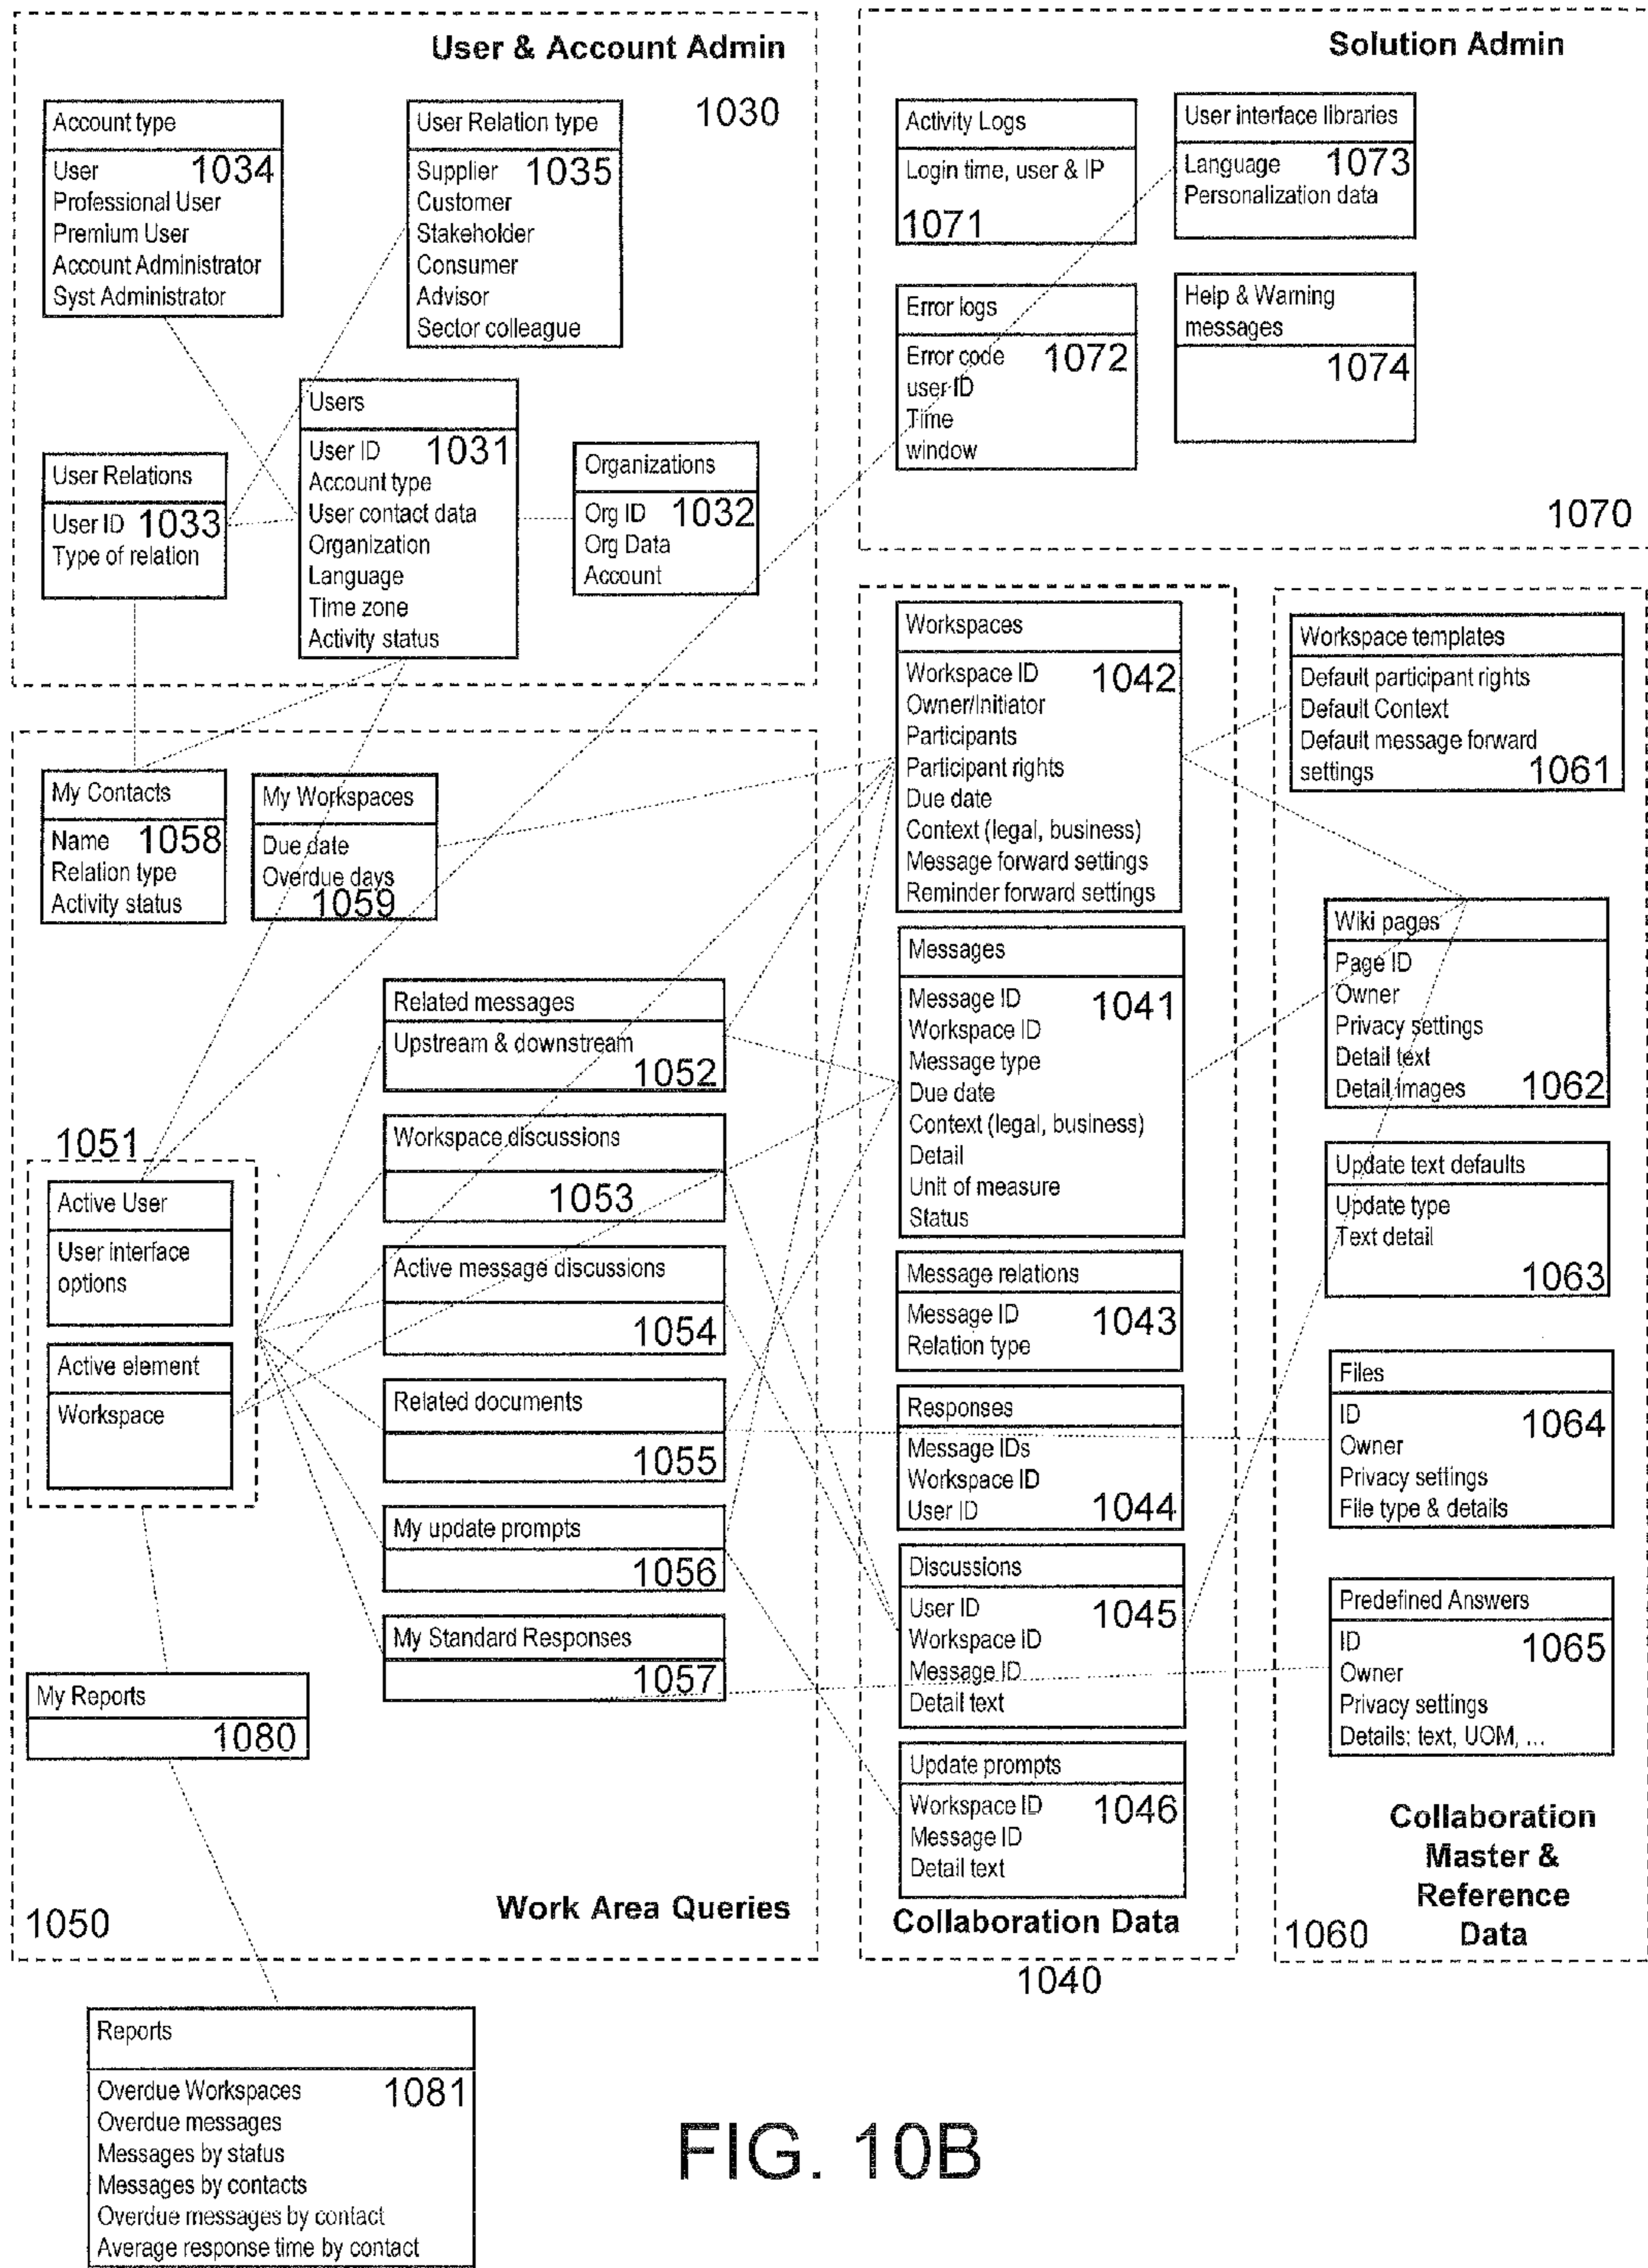 User & Account Admin
1030
Account type
User 1034
Professional User
Premium User
Account Administrator
Syst Administrator
User Relation type
Supplier 1035
Customer
Stakeholder
Consumer
Advisor
Sector colleague
Users
User ID 1031
Account type
User contact data
Organization
Language
Time zone
Activity status
User Relations
User ID 1033
Type of relation
Organizations
Org ID 1032
Org Data
Account
Solution Admin
Activity Logs
Login time, user & IP
1071
User interface libraries
Language 1073
Personalization data
Error logs
Error code 1072
user ID
Time
window
Help & Warning
messages
1074
1070
My Contacts
Name 1058
Relation type
Activity status
My Workspaces
Due date
Overdue days
1059
Related messages
Upstream & downstream
1052
1051
Active User
User interface
options
Active element
Workspace
Workspace discussions
1053
Active message discussions
1054
Related documents
1055
My update prompts
1056
My Standard Responses
1057
My Reports
1080
1050
Work Area Queries
Workspaces
Workspace ID 1042
Owner/Initiator
Participants
Participant rights
Due date
Context (legal, business)
Message forward settings
Reminder forward settings
Messages
Message ID 1041
Workspace ID
Message type
Due date
Context (legal, business)
Detail
Unit of measure
Status
Message relations
Message ID 1043
Relation type
Responses
Message IDs
Workspace ID
User ID 1044
Discussions
User ID 1045
Workspace ID
Message ID
Detail text
Update prompts
Workspace ID 1046
Message ID
Detail text
Collaboration Data
1040
Workspace templates
Default participant rights
Default Context
Default message forward
settings 1061
Wiki pages
Page ID
Owner
Privacy settings
Detail text
Detail images 1062
Update text defaults
Update type
Text detail
1063
Files
ID 1064
Owner
Privacy settings
File type & details
Predefined Answers
ID 1065
Owner
Privacy settings
Details; text, UOM, ...
Collaboration
Master &
Reference
Data
1060
Reports
Overdue Workspaces 1081
Overdue messages
Messages by status
Messages by contacts
Overdue messages by contact
Average response time by contact
FIG. 10B